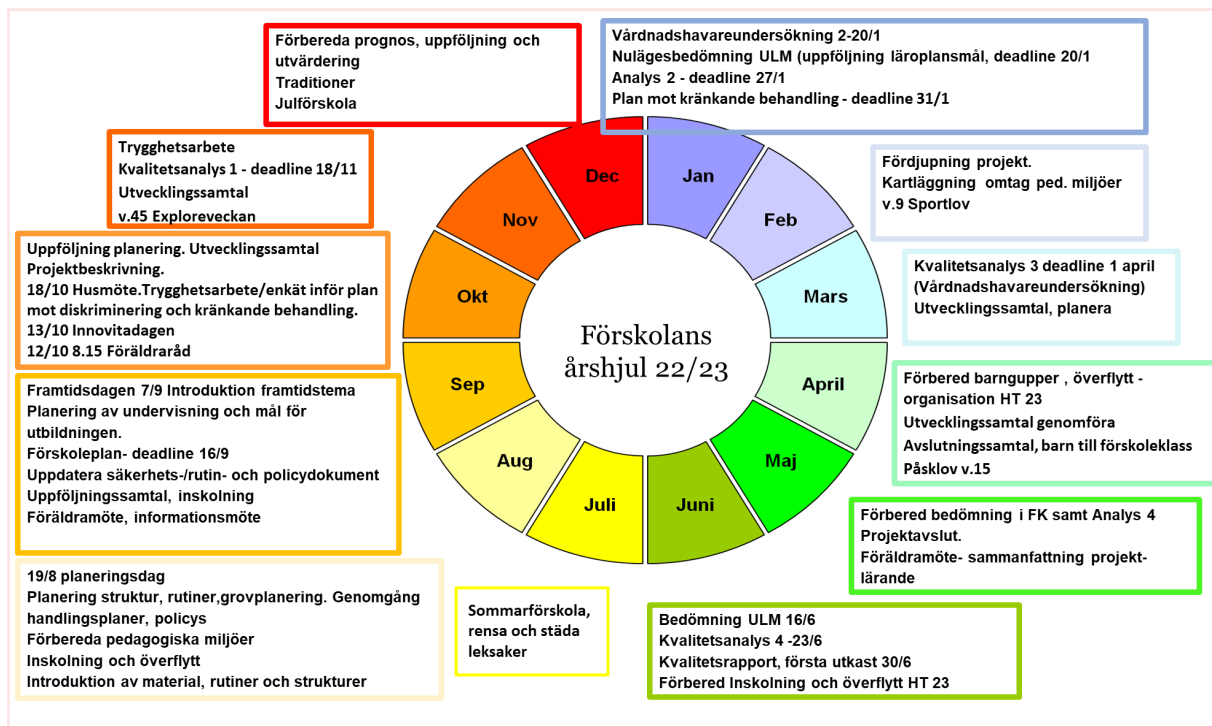 Förbereda prognos, uppföljning och
utvärdering
Traditioner
Julförskola
Vårdnadshavareundersökning 2-20/1
Nulägesbedömning ULM (uppföljning läroplansmål, deadline 20/1
Analys 2 - deadline 27/1
Plan mot kränkande behandling - deadline 31/1
Trygghetsarbete
Kvalitetsanalys 1 - deadline 18/11
Utvecklingssamtal
v.45 Exploreveckan
Fördjupning projekt.
Kartläggning omtag ped. miljöer
v.9 Sportlov
Uppföljning planering. Utvecklingssamtal
Projektbeskrivning.
18/10 Husmöte.Trygghetsarbete/enkät inför plan
mot diskriminering och kränkande behandling.
13/10 Innovitadagen
12/10 8.15 Föräldraråd
Kvalitetsanalys 3 deadline 1 april
(Vårdnadshavareundersökning)
Utvecklingssamtal, planera
Framtidsdagen 7/9 Introduktion framtidstema
Planering av undervisning och mål för
utbildningen.
Förskoleplan- deadline 16/9
Uppdatera säkerhets-/rutin- och policydokument
Uppföljningssamtal, inskolning
Föräldramöte, informationsmöte
Förbered barngupper , överflytt -
organisation HT 23
Utvecklingssamtal genomföra
Avslutningssamtal, barn till förskoleklass
Påsklov v.15
Förbered bedömning i FK samt Analys 4
Projektavslut.
Föräldramöte- sammanfattning projekt-
lärande
19/8 planeringsdag
Planering struktur, rutiner,grovplanering. Genomgång
handlingsplaner, policys
Förbereda pedagogiska miljöer
Inskolning och överflytt
Introduktion av material, rutiner och strukturer
Sommarförskola,
rensa och städa
leksaker
Bedömning ULM 16/6
Kvalitetsanalys 4 -23/6
Kvalitetsrapport, första utkast 30/6
Förbered Inskolning och överflytt HT 23
Dec
Jan
Nov
Feb
Okt
Mars
Förskolans
årshjul 22/23
Sep
April
Aug
Maj
Juli
Juni